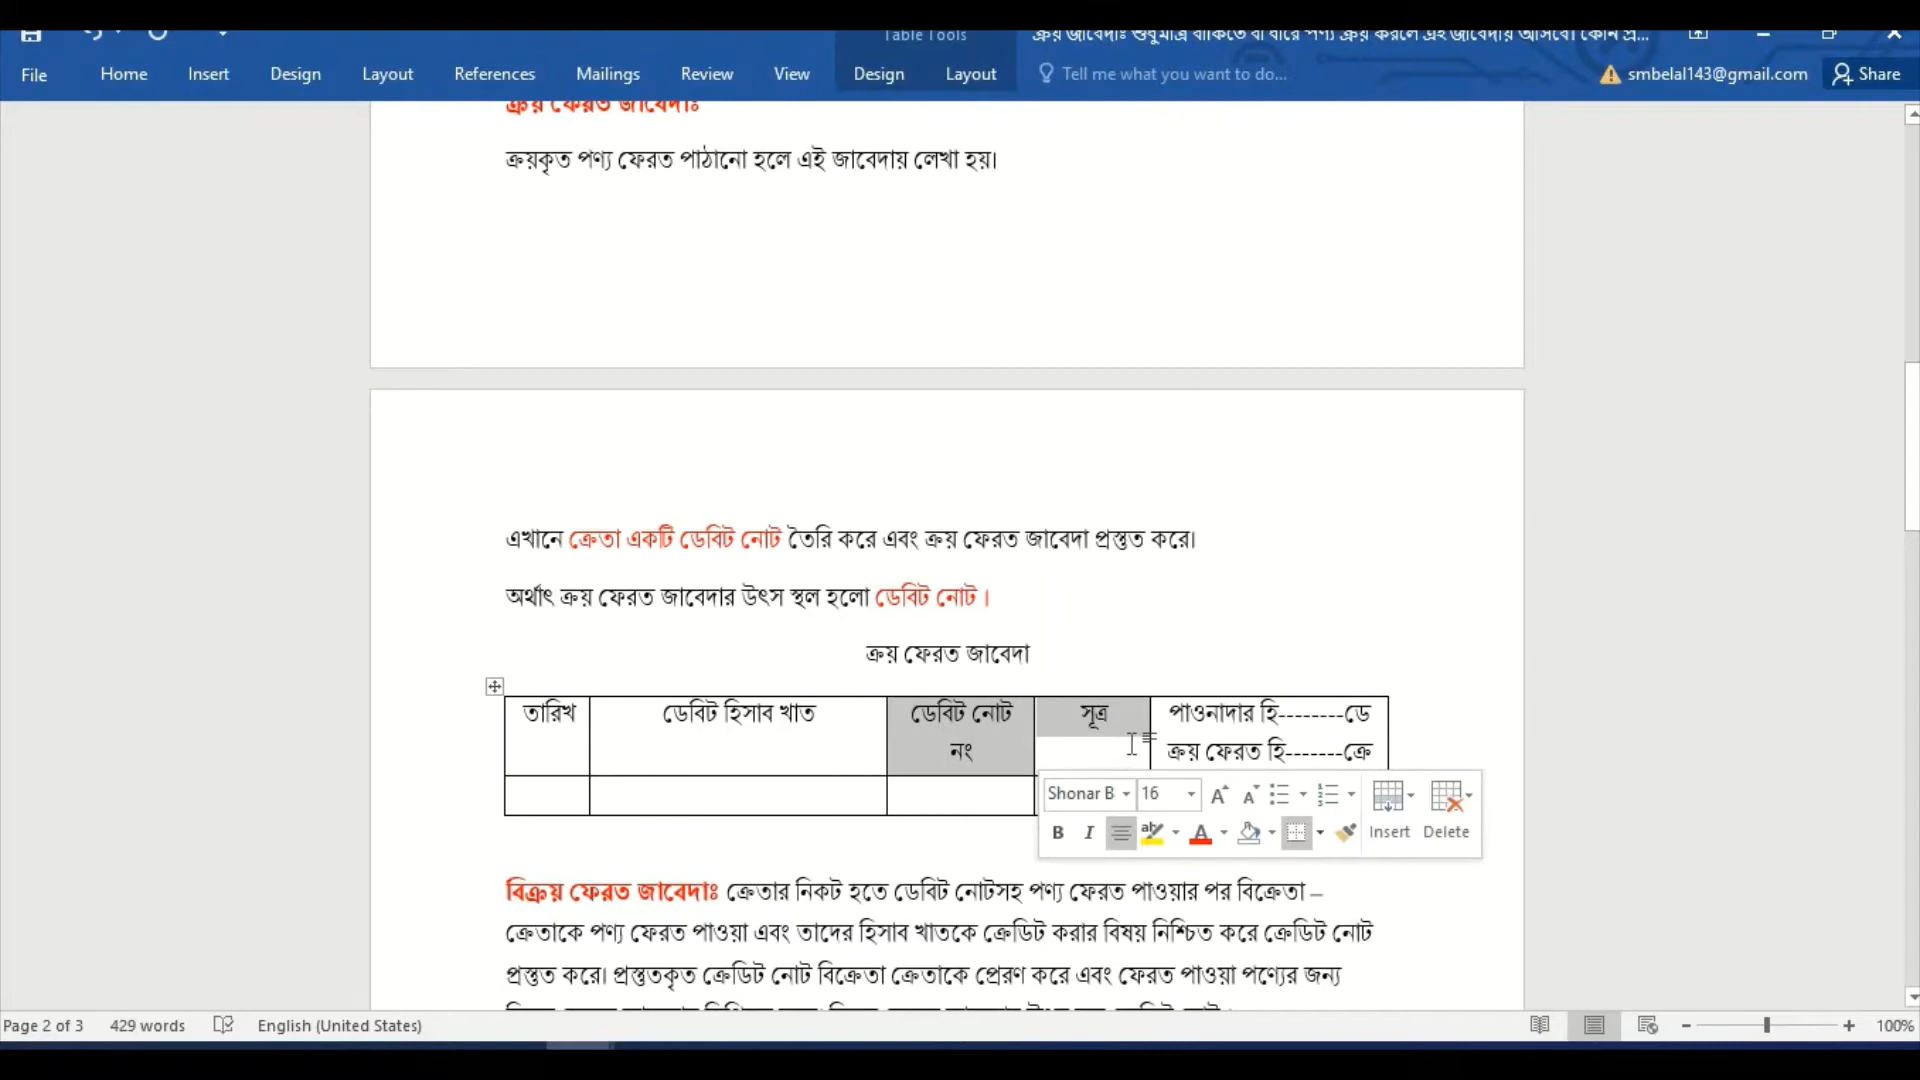 Table Tools
File Home Insert Design Layout References Mailings Review View Design Layout Tell me what you want to do... smbelal143@gmail.com Share
ক্রয় ফেরত জাবেদাঃ
ক্রয়কৃত পণ্য ফেরত পাঠানো হলে এই জাবেদায় লেখা হয়।
এখানে ক্রেতা একটি ডেবিট নোট তৈরি করে এবং ক্রয় ফেরত জাবেদা প্রস্তুত করে।
অর্থাৎ ক্রয় ফেরত জাবেদার উৎস স্থল হলো ডেবিট নোট ।
ক্রয় ফেরত জাবেদা
তারিখ ডেবিট হিসাব খাত ডেবিট নোট সূত্র পাওনাদার হি--------ডে
নং ক্রয় ফেরত হি-------ক্রে
Shonar B 16
Insert Delete
বিক্রয় ফেরত জাবেদাঃ ক্রেতার নিকট হতে ডেবিট নোটসহ পণ্য ফেরত পাওয়ার পর বিক্রেতা –
ক্রেতাকে পণ্য ফেরত পাওয়া এবং তাদের হিসাব খাতকে ক্রেডিট করার বিষয় নিশ্চিত করে ক্রেডিট নোট
প্রস্তুত করে। প্রস্তুতকৃত ক্রেডিট নোট বিক্রেতা ক্রেতাকে প্রেরণ করে এবং ফেরত পাওয়া পণ্যের জন্য
Page 2 of 3 429 words English (United States) 100%